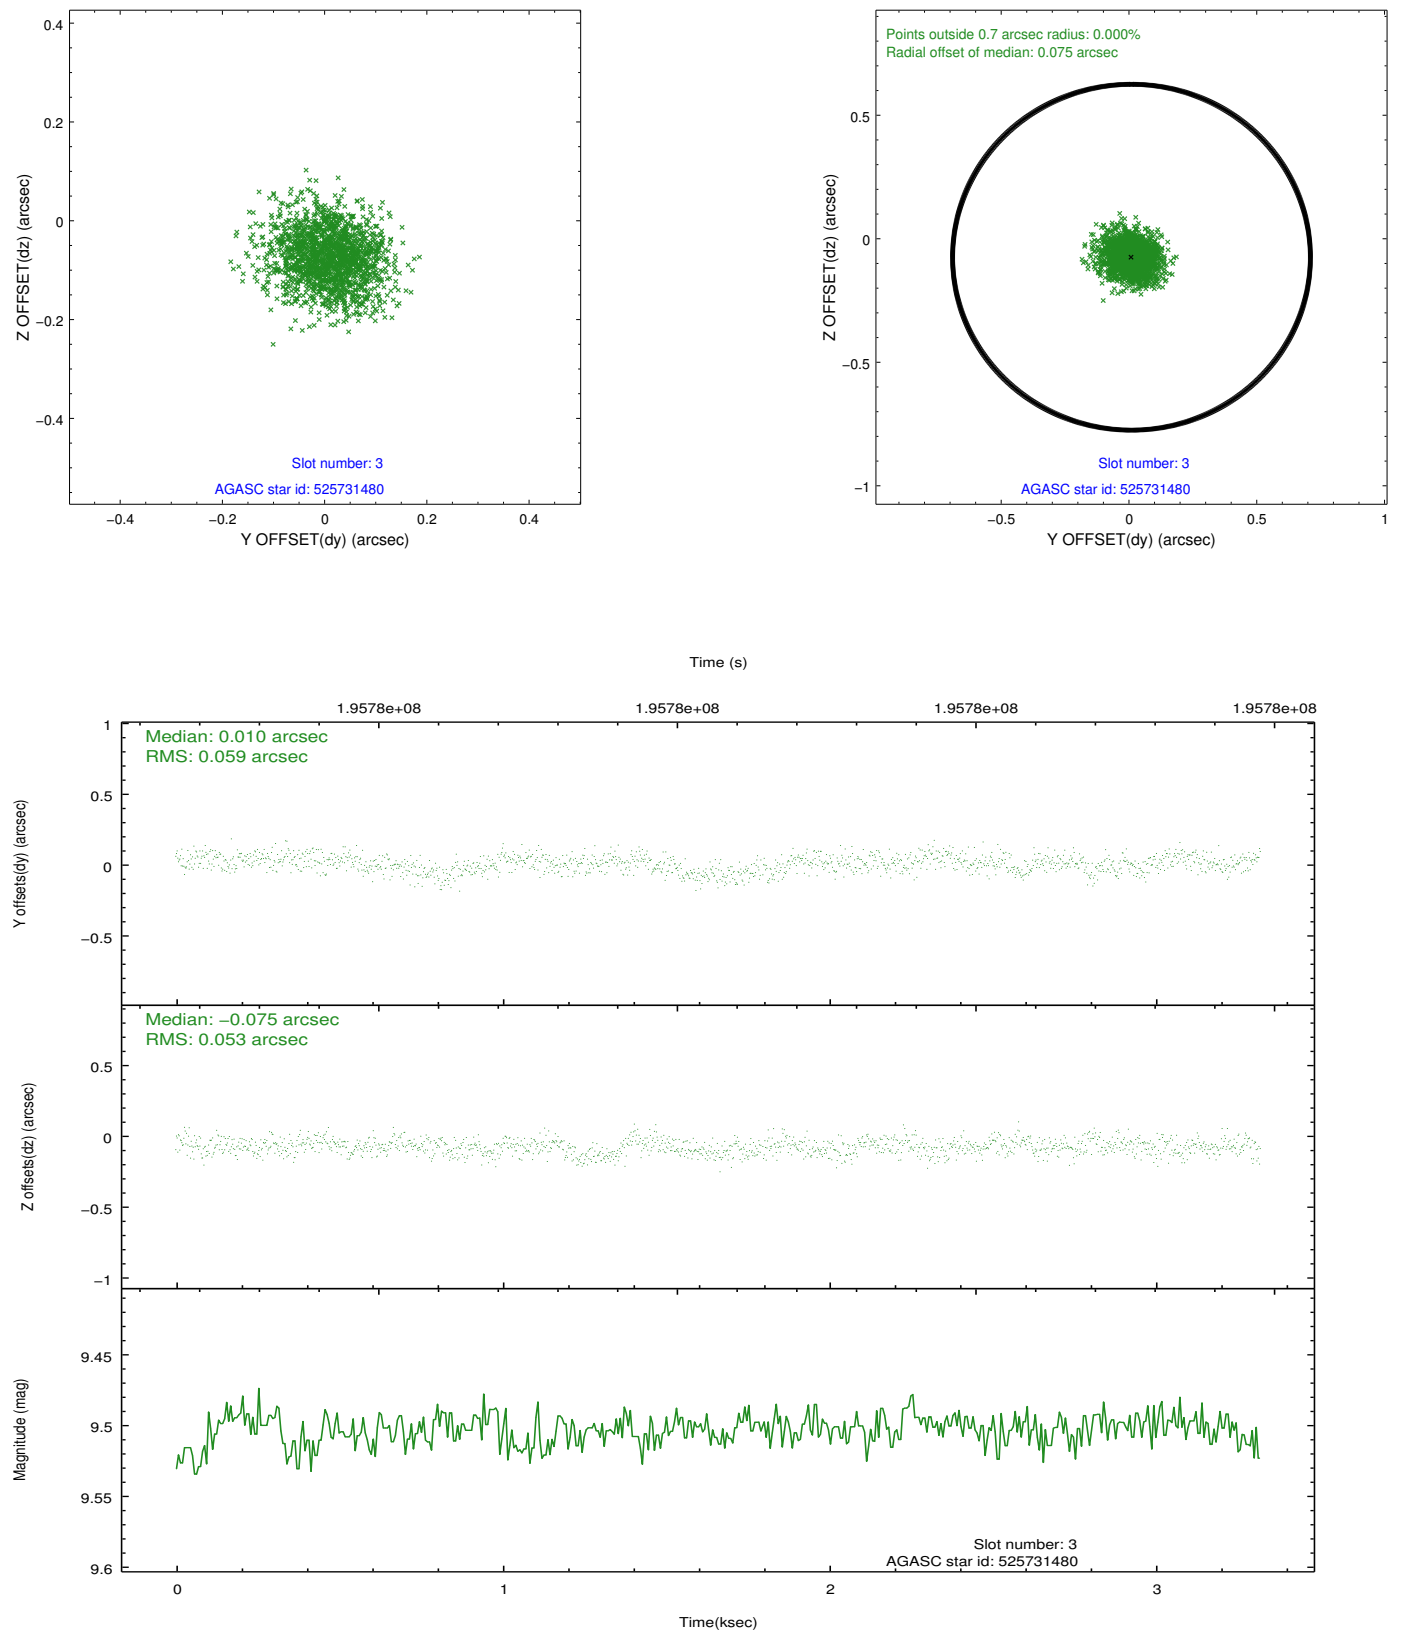 0.4
0.2
0
−0.2
−0.4
Z OFFSET(dz) (arcsec)
Slot number: 3
AGASC star id: 525731480
−0.4
−0.2
0
0.2
0.4
Y OFFSET(dy) (arcsec)
Points outside 0.7 arcsec radius: 0.000%
Radial offset of median: 0.075 arcsec
0.5
0
−0.5
−1
Z OFFSET(dz) (arcsec)
Slot number: 3
AGASC star id: 525731480
−0.5
0
0.5
1
Y OFFSET(dy) (arcsec)
Time (s)
1.9578e+08
1.9578e+08
1.9578e+08
1.9578e+08
Median: 0.010 arcsec
RMS: 0.059 arcsec
1
0.5
0
−0.5
Y offsets(dy) (arcsec)
Median: −0.075 arcsec
RMS: 0.053 arcsec
0.5
0
−0.5
−1
Z offsets(dz) (arcsec)
9.45
9.5
9.55
9.6
Magnitude (mag)
Slot number: 3
AGASC star id: 525731480
0
1
2
3
Time(ksec)